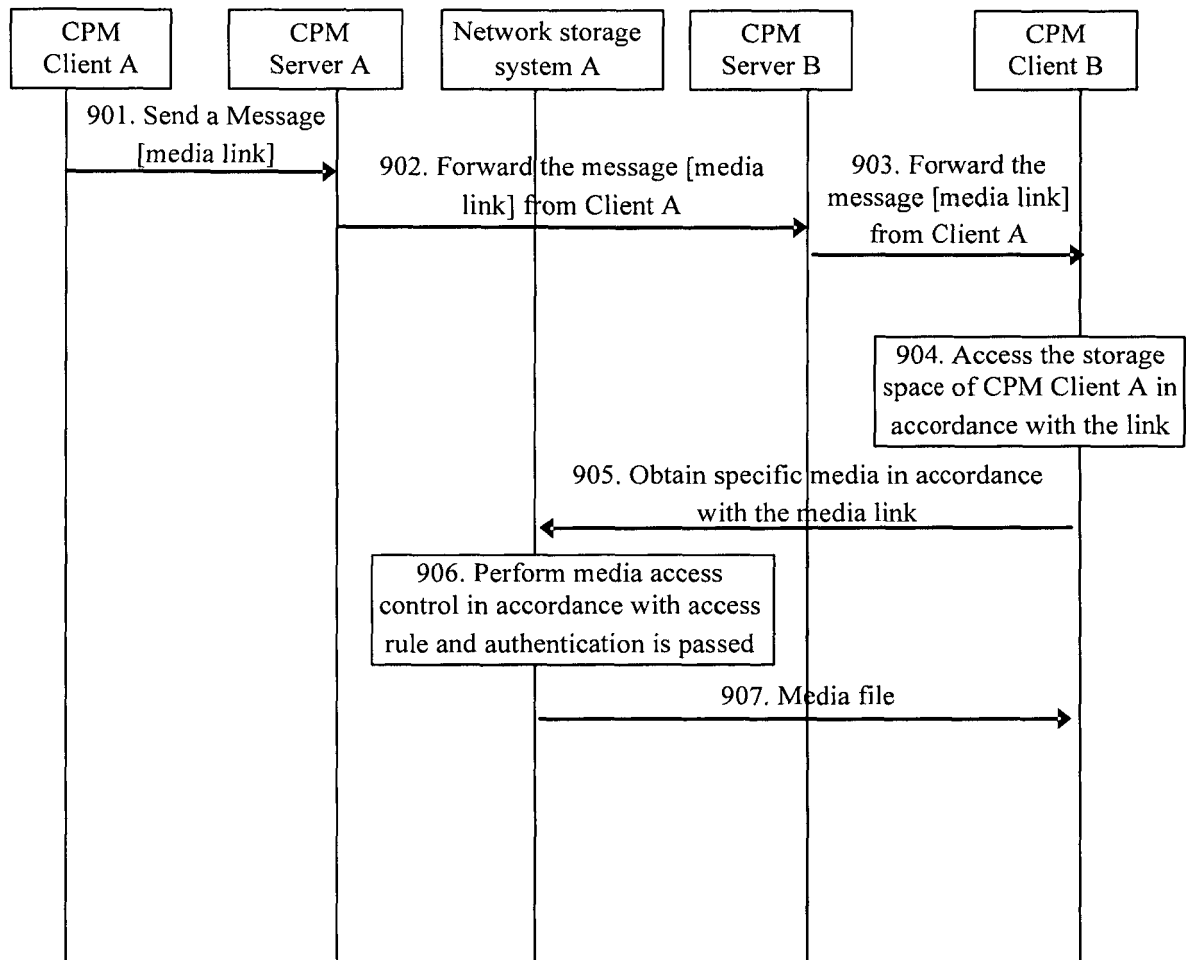 CPM
Client A
CPM
Server A
Network storage
system A
CPM
Server B
CPM
Client B
901. Send a Message
[media link]
902. Forward the message [media
link] from Client A
903. Forward the
message [media link]
from Client A
904. Access the storage
space of CPM Client A in
accordance with the link
905. Obtain specific media in accordance
with the media link
906. Perform media access
control in accordance with access
rule and authentication is passed
907. Media file